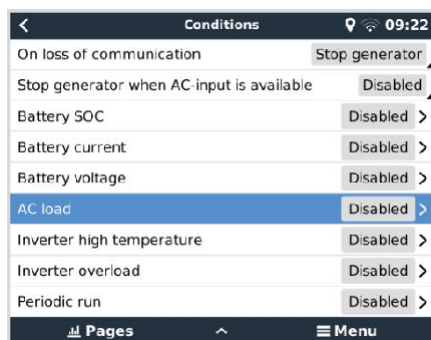 Conditions 09:22
On loss of communication Stop generator
Stop generator when AC-input is available Disabled
Battery SOC Disabled
Battery current Disabled
Battery voltage Disabled
AC load Disabled
Inverter high temperature Disabled
Inverter overload Disabled
Periodic run Disabled
Pages Menu